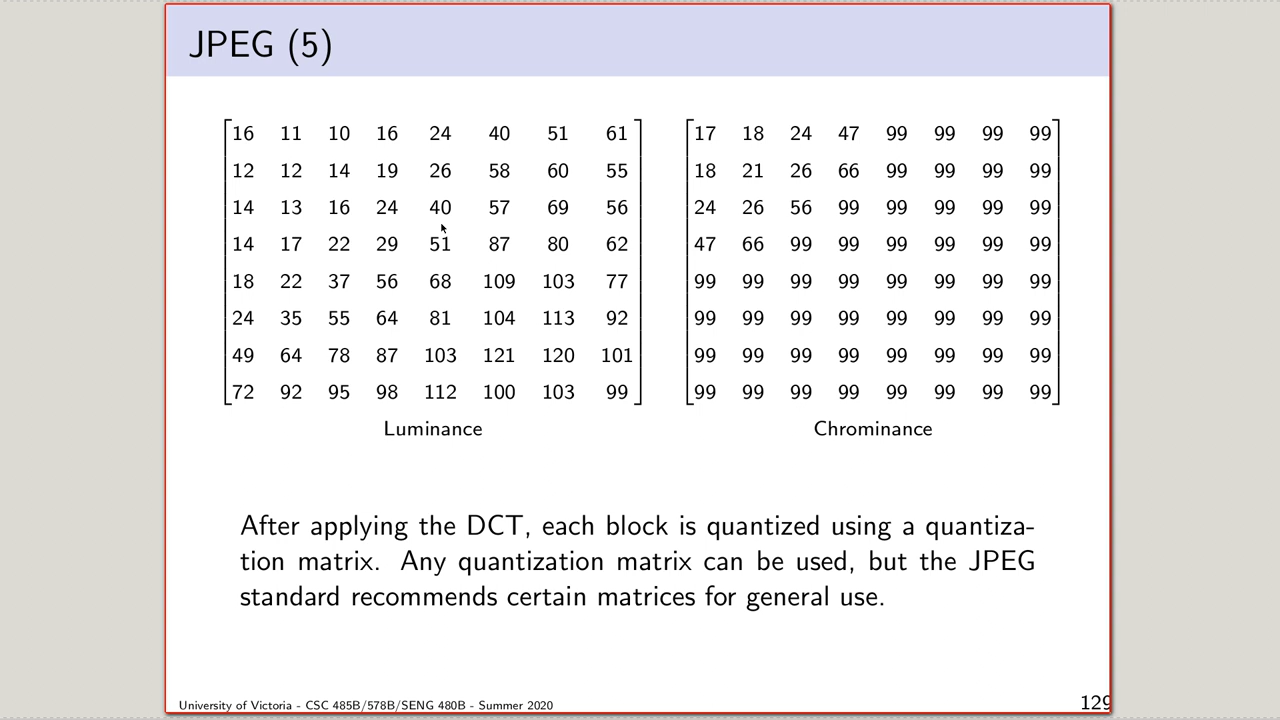 JPEG (5)
16 11 10 16 24 40 51 61
12 12 14 19 26 58 60 55
14 13 16 24 40 57 69 56
14 17 22 29 51 87 80 62
18 22 37 56 68 109 103 77
24 35 55 64 81 104 113 92
49 64 78 87 103 121 120 101
72 92 95 98 112 100 103 99
Luminance
17 18 24 47 99 99 99 99
18 21 26 66 99 99 99 99
24 26 56 99 99 99 99 99
47 66 99 99 99 99 99 99
99 99 99 99 99 99 99 99
99 99 99 99 99 99 99 99
99 99 99 99 99 99 99 99
99 99 99 99 99 99 99 99
Chrominance
After applying the DCT, each block is quantized using a quantiza-
tion matrix. Any quantization matrix can be used, but the JPEG
standard recommends certain matrices for general use.
University of Victoria - CSC 485B/578B/SENG 480B - Summer 2020
129